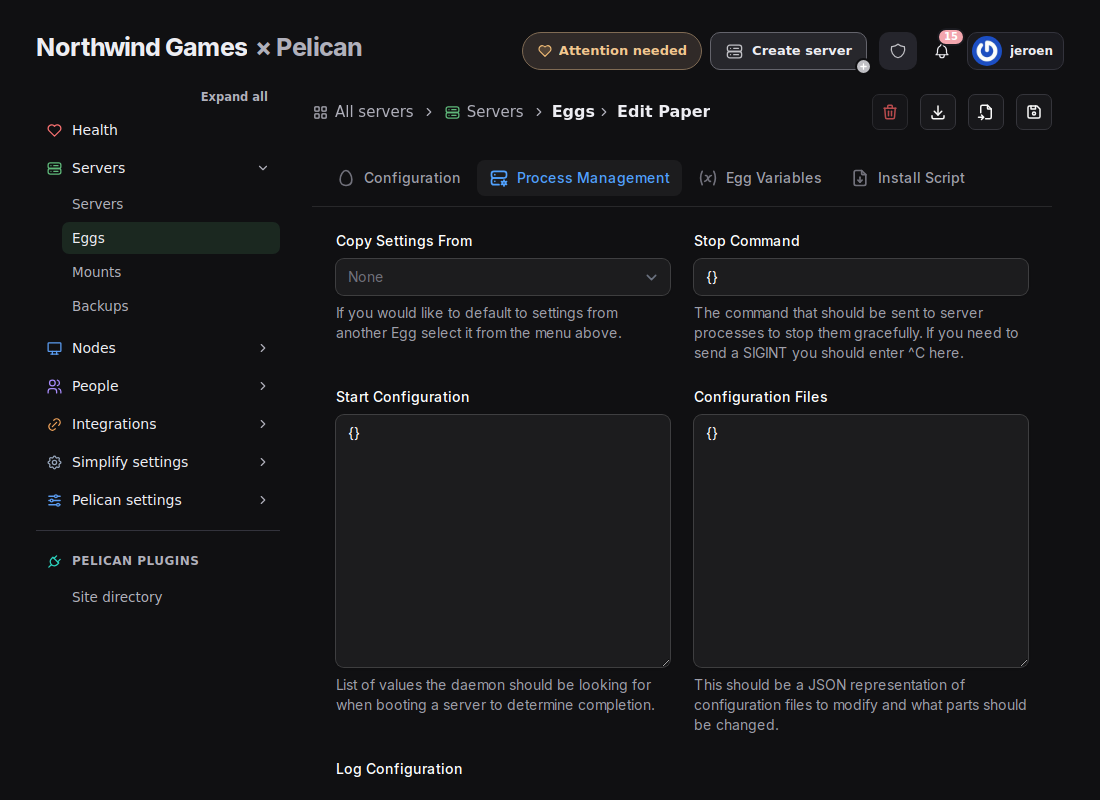 Northwind Games × Pelican
Attention needed
Create server
15
jeroen
Expand all
Health
Servers
Servers
Eggs
Mounts
Backups
Nodes
People
Integrations
Simplify settings
Pelican settings
PELICAN PLUGINS
Site directory
All servers > Servers > Eggs > Edit Paper
Configuration
Process Management
(x) Egg Variables
Install Script
Copy Settings From
None
If you would like to default to settings from
another Egg select it from the menu above.
Stop Command
{}
The command that should be sent to server
processes to stop them gracefully. If you need to
send a SIGINT you should enter ^C here.
Start Configuration
{}
List of values the daemon should be looking for
when booting a server to determine completion.
Configuration Files
{}
This should be a JSON representation of
configuration files to modify and what parts should
be changed.
Log Configuration